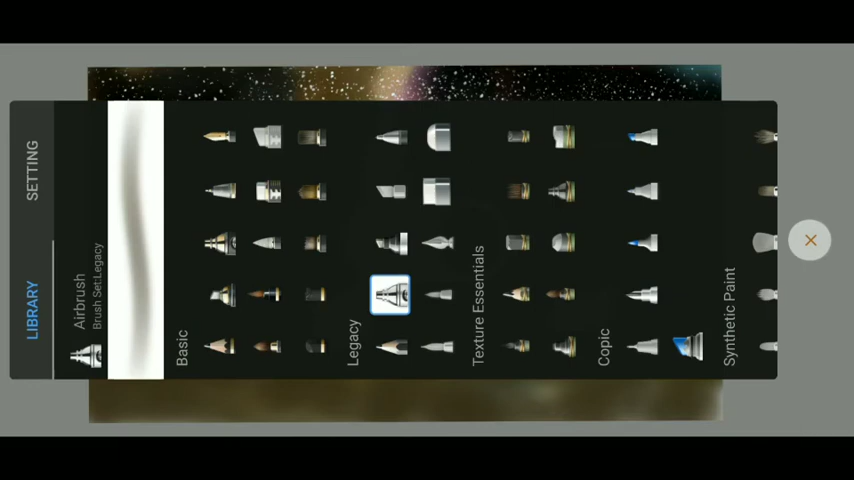 LIBRARY
SETTING
Airbrush
Brush Set:Legacy
Basic
Legacy
Texture Essentials
Copic
Synthetic Paint